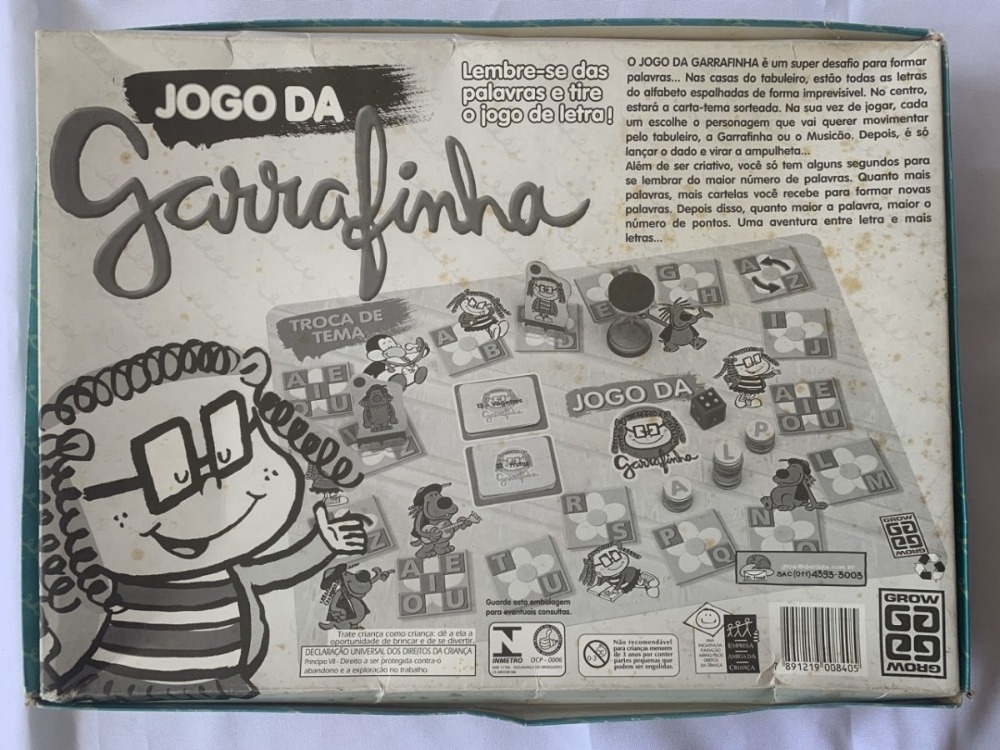 JOGO DA
Garrafinha
Lembre-se das
palavras e tire
o jogo de letra!
O JOGO DA GARRAFINHA é um super desafio para formar
palavras... Nas casas do tabuleiro, estão todas as letras
do alfabeto espalhadas de forma imprevisível. No centro,
estará a carta-tema sorteada. Na sua vez de jogar, cada
um escolhe o personagem que vai querer movimentar
pelo tabuleiro, a Garrafinha ou o Musicão. Depois, é só
lançar o dado e virar a ampulheta...
Além de ser criativo, você só tem alguns segundos para
se lembrar do maior número de palavras. Quanto mais
palavras, mais cartelas você recebe para formar novas
palavras. Depois disso, quanto maior a palavra, maior o
número de pontos. Uma aventura entre letra e mais
letras...
TROCA DE
TEMA
A B
D
E
G H
A Z
I J
A E I O U
L M
N
P Q
R S
T U
A E I O U
Z
A E I O U
Z
JOGO DA
Garrafinha
Garrafinha
Garrafinha
P
L
A
GROW
GROW
SAC (011) 4393-3003
Guarde esta embalagem
para eventuais consultas.
Trate criança como criança: dê a ela a
oportunidade de brincar e de se divertir.
DECLARAÇÃO UNIVERSAL DOS DIREITOS DA CRIANÇA
Princípio VII - Direito a ser protegida contra o
abandono e a exploração no trabalho.
INMETRO
OCP - 0006
0-3
Não recomendável
para crianças menores
de 3 anos por conter
partes pequenas que
podem ser engolidas.
EMPRESA
AMIGA DA
CRIANÇA
7 891219 008405
GROW
GROW